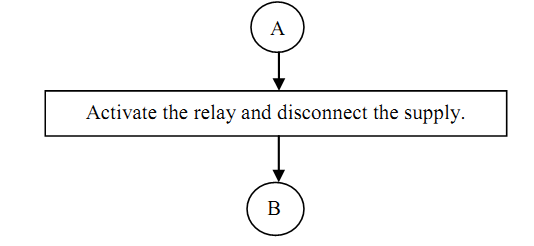 A
Activate the relay and disconnect the supply.
B